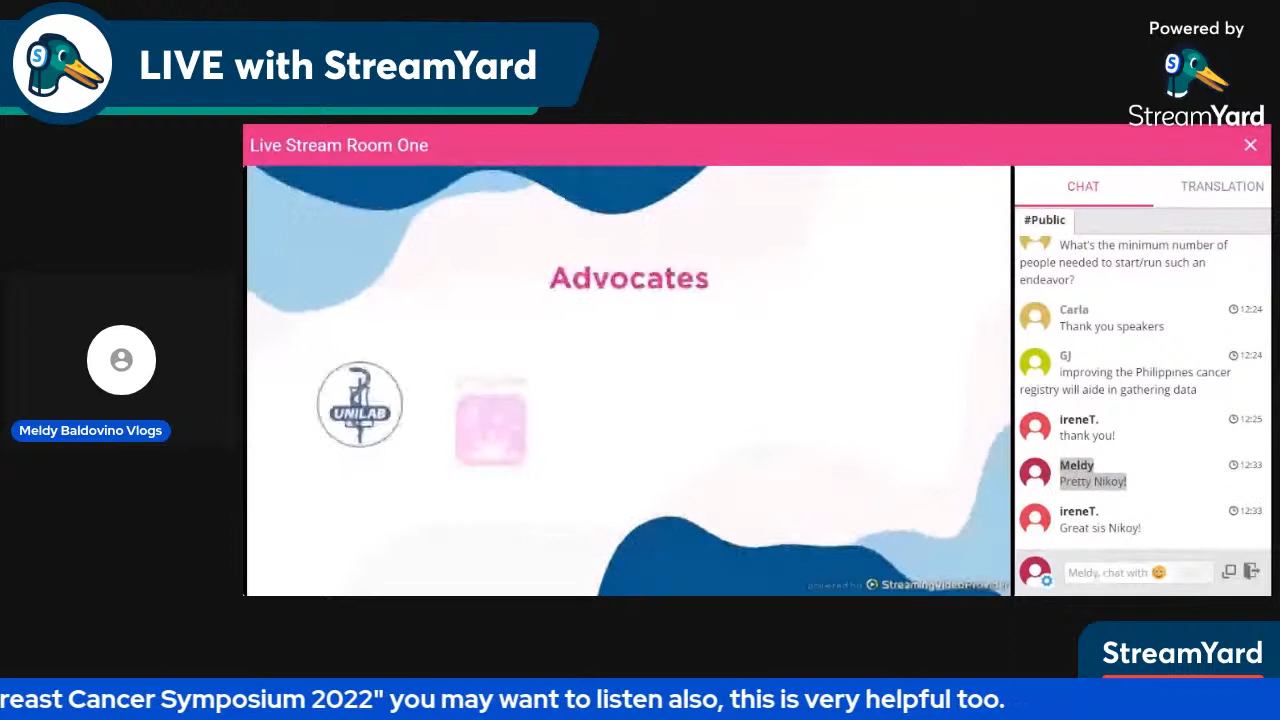 LIVE with StreamYard
Powered by
StreamYard
Live Stream Room One
CHAT
TRANSLATION
#Public
What's the minimum number of
people needed to start/run such an
endeavor?
Carla
12:24
Thank you speakers
GJ
12:24
improving the Philippines cancer
registry will aide in gathering data
ireneT.
12:25
thank you!
Meldy
12:33
Pretty Nikoy!
ireneT.
12:33
Great sis Nikoy!
Meldy, chat with
Advocates
UNILAB
powered by StreamingVideoProvider
Meldy Baldovino Vlogs
StreamYard
reast Cancer Symposium 2022" you may want to listen also, this is very helpful too.